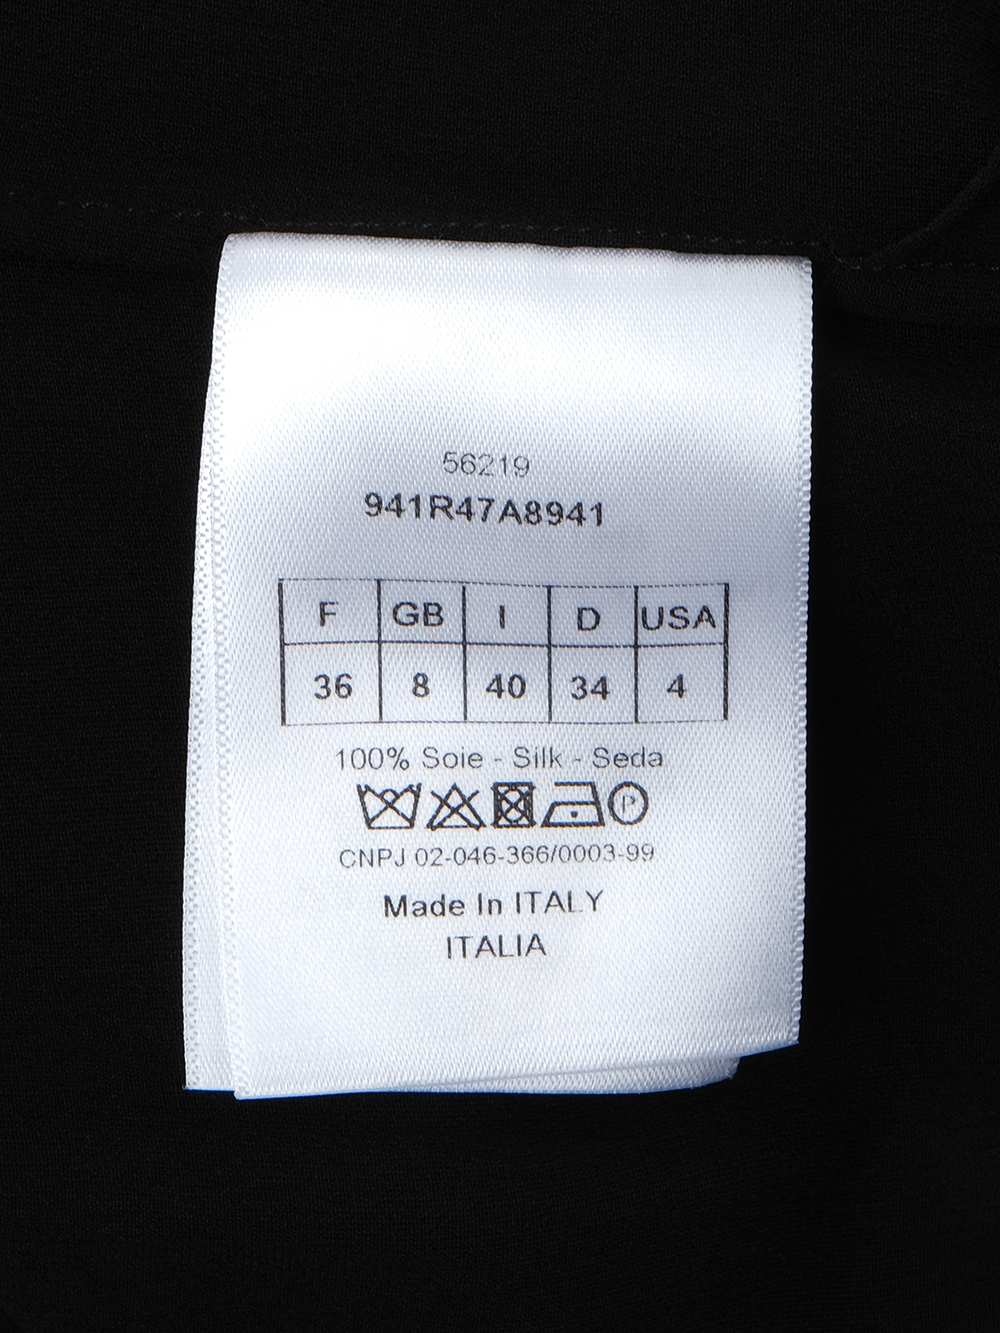 56219
941R47A8941
F GB I D USA
36 8 40 34 4
100% Soie - Silk - Seda
P
CNPJ 02-046-366/0003-99
Made In ITALY
ITALIA